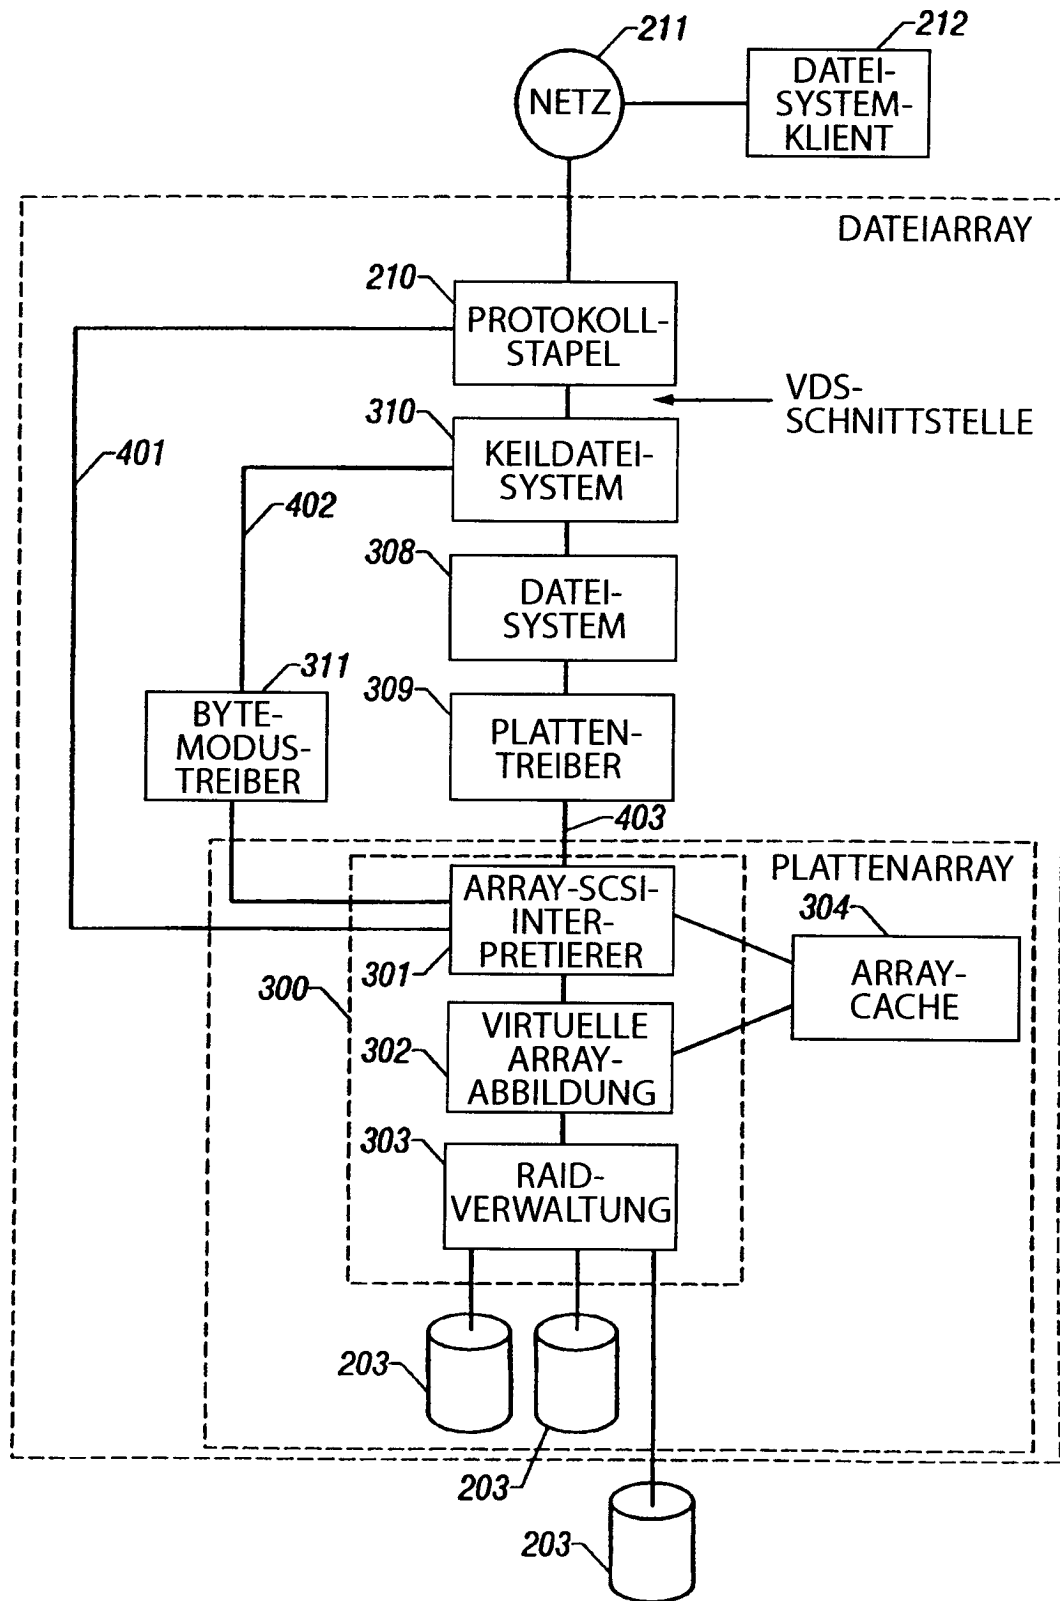 211
212
NETZ
DATEI-
SYSTEM-
KLIENT
DATEIARRAY
210
PROTOKOLL-
STAPEL
VDS-
SCHNITTSTELLE
310
KEILDATEI-
SYSTEM
401
402
308
DATEI-
SYSTEM
311
BYTE-
MODUS-
TREIBER
309
PLATTEN-
TREIBER
403
PLATTENARRAY
ARRAY-SCSI-
INTER-
PRETIERER
301
304
ARRAY-
CACHE
300
302
VIRTUELLE
ARRAY-
ABBILDUNG
303
RAID-
VERWALTUNG
203
203
203